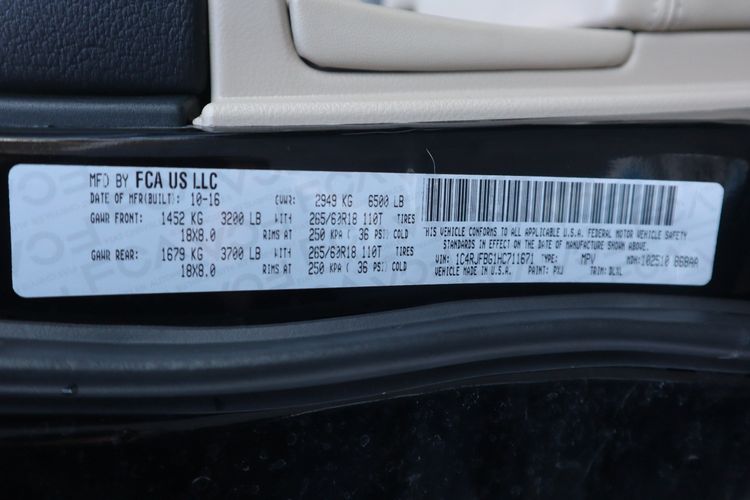 MFD BY FCA US LLC
DATE OF MFR(BUILT): 10-16 GVWR: 2949 KG 6500 LB
GAWR FRONT: 1452 KG 3200 LB WITH 265/60R18 110T TIRES
18X8.0 RIMS AT 250 KPA ( 36 PSI) COLD
GAWR REAR: 1679 KG 3700 LB WITH 265/60R18 110T TIRES
18X8.0 RIMS AT 250 KPA ( 36 PSI) COLD
THIS VEHICLE CONFORMS TO ALL APPLICABLE U.S.A. FEDERAL MOTOR VEHICLE SAFETY
STANDARDS IN EFFECT ON THE DATE OF MANUFACTURE SHOWN ABOVE.
VIN: 1C4RJFBG1HC711671 TYPE: MPV MDH: 102510 868AA
VEHICLE MADE IN U.S.A. PAINT: PXJ TRIM: DLXL